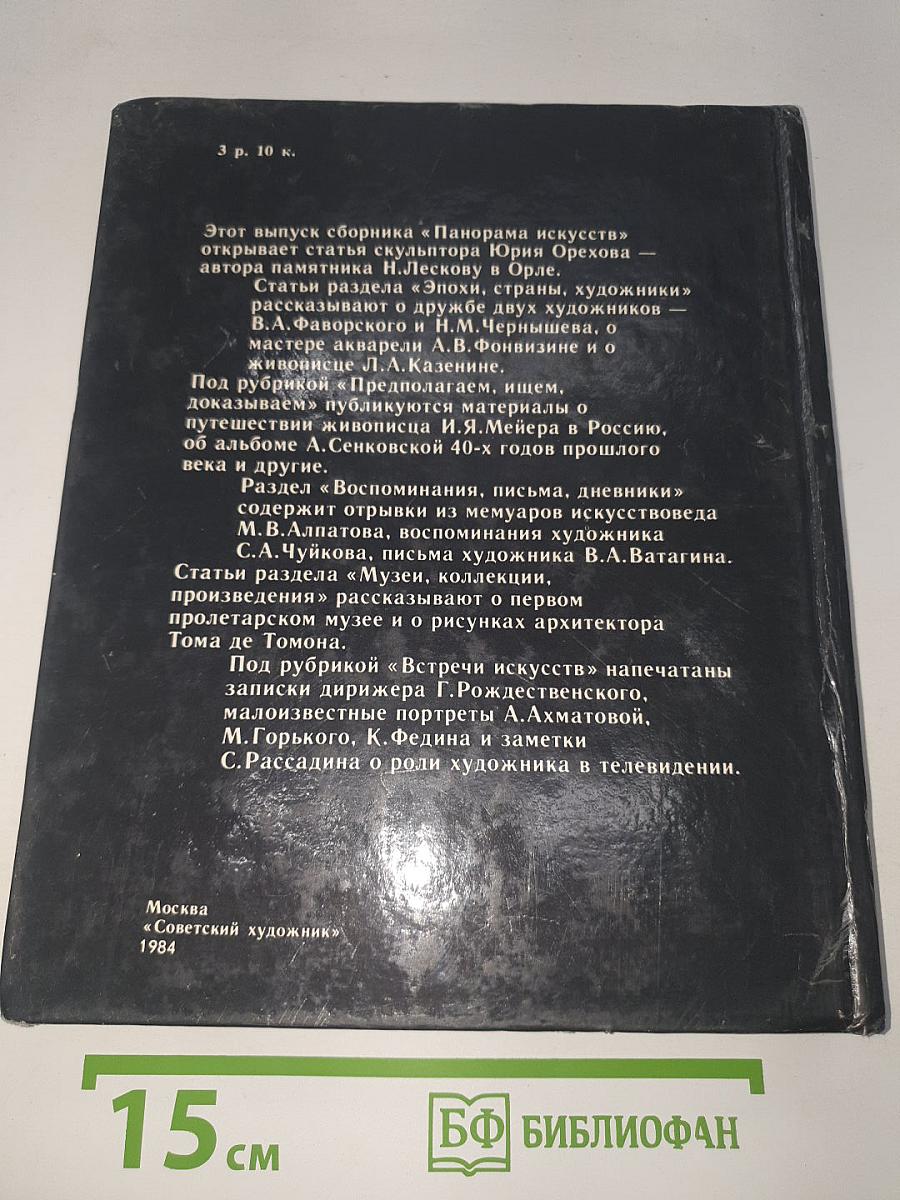 3 р. 10 к.
Этот выпуск сборника «Панорама искусств»
открывает статья скульптора Юрия Орехова —
автора памятника Н.Лескову в Орле.
Статьи раздела «Эпохи, страны, художники»
рассказывают о дружбе двух художников —
В.А.Фаворского и Н.М.Чернышева, о
мастере акварели А.В.Фонвизине и о
живописце Л.А.Казенине.
Под рубрикой «Предполагаем, ищем,
доказываем» публикуются материалы о
путешествии живописца И.Я.Мейера в Россию,
об альбоме А.Сенковской 40-х годов прошлого
века и другие.
Раздел «Воспоминания, письма, дневники»
содержит отрывки из мемуаров искусствоведа
М.В.Алпатова, воспоминания художника
С.А.Чуйкова, письма художника В.А.Ватагина.
Статьи раздела «Музеи, коллекции,
произведения» рассказывают о первом
пролетарском музее и о рисунках архитектора
Тома де Томона.
Под рубрикой «Встречи искусств» напечатаны
записки дирижера Г.Рождественского,
малоизвестные портреты А.Ахматовой,
М.Горького, К.Федина и заметки
С.Рассадина о роли художника в телевидении.
Москва
«Советский художник»
1984
15 см
БФ БИБЛИОФАН